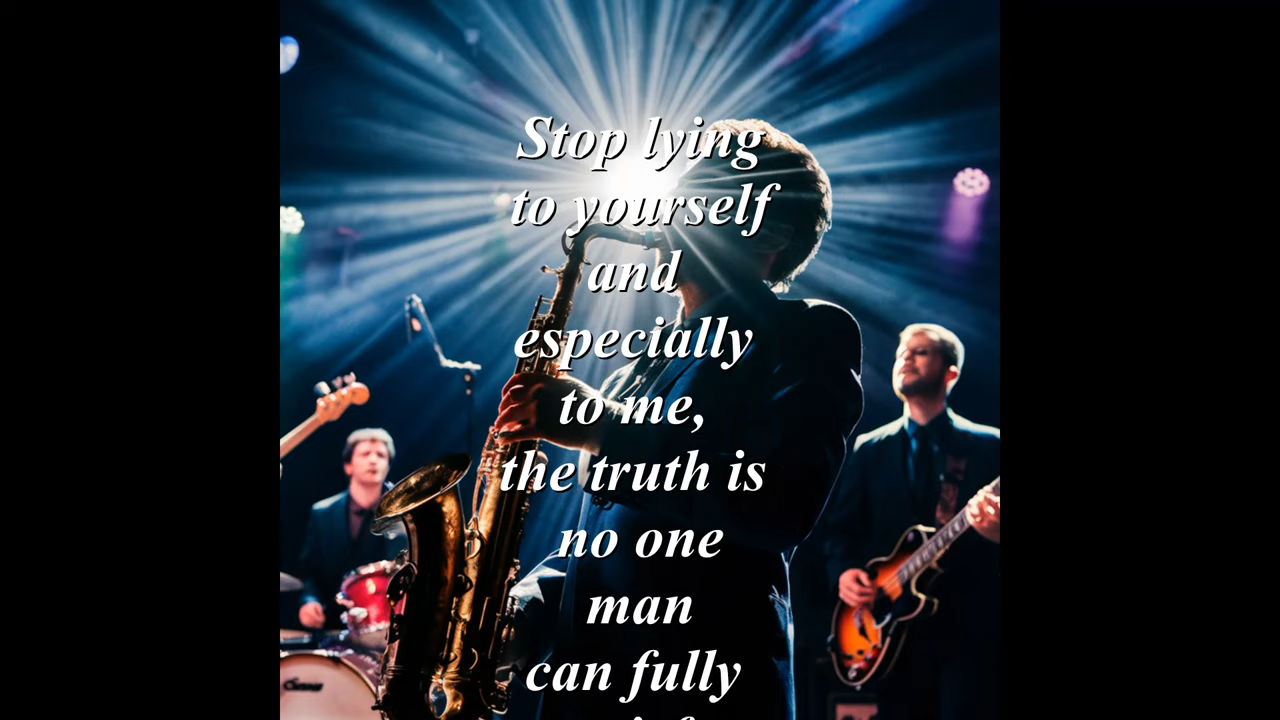 Stop lying
to yourself
and
especially
to me,
the truth is
no one
man
can fully